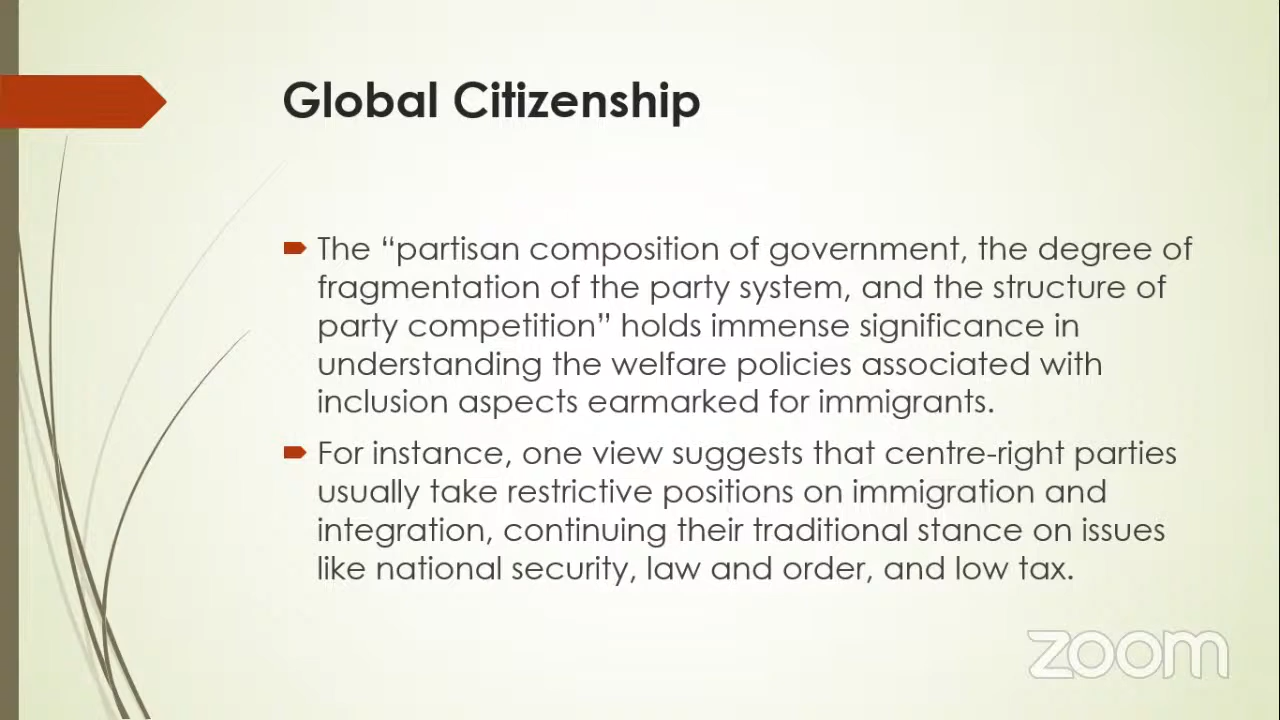 Global Citizenship
The “partisan composition of government, the degree of
fragmentation of the party system, and the structure of
party competition” holds immense significance in
understanding the welfare policies associated with
inclusion aspects earmarked for immigrants.
For instance, one view suggests that centre-right parties
usually take restrictive positions on immigration and
integration, continuing their traditional stance on issues
like national security, law and order, and low tax.
zoom